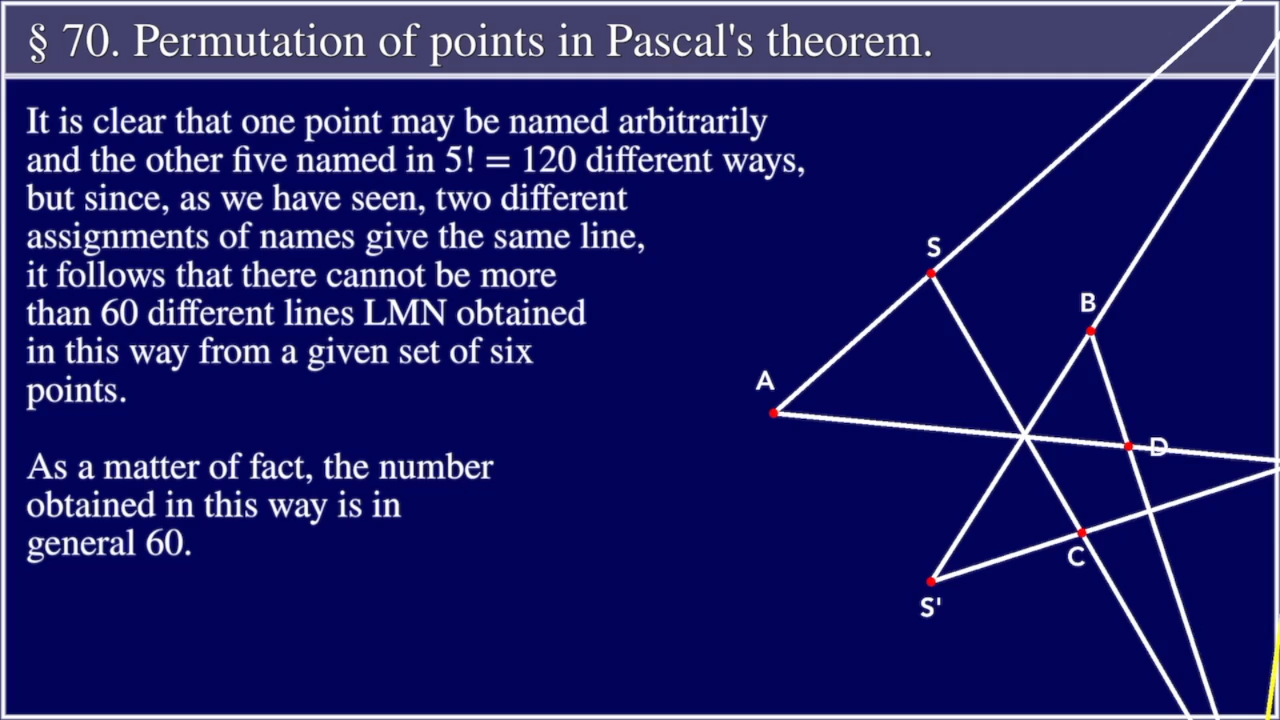 § 70. Permutation of points in Pascal's theorem.
It is clear that one point may be named arbitrarily
and the other five named in 5! = 120 different ways,
but since, as we have seen, two different
assignments of names give the same line,
it follows that there cannot be more
than 60 different lines LMN obtained
in this way from a given set of six
points.
As a matter of fact, the number
obtained in this way is in
general 60.
S
B
A
D
C
S'